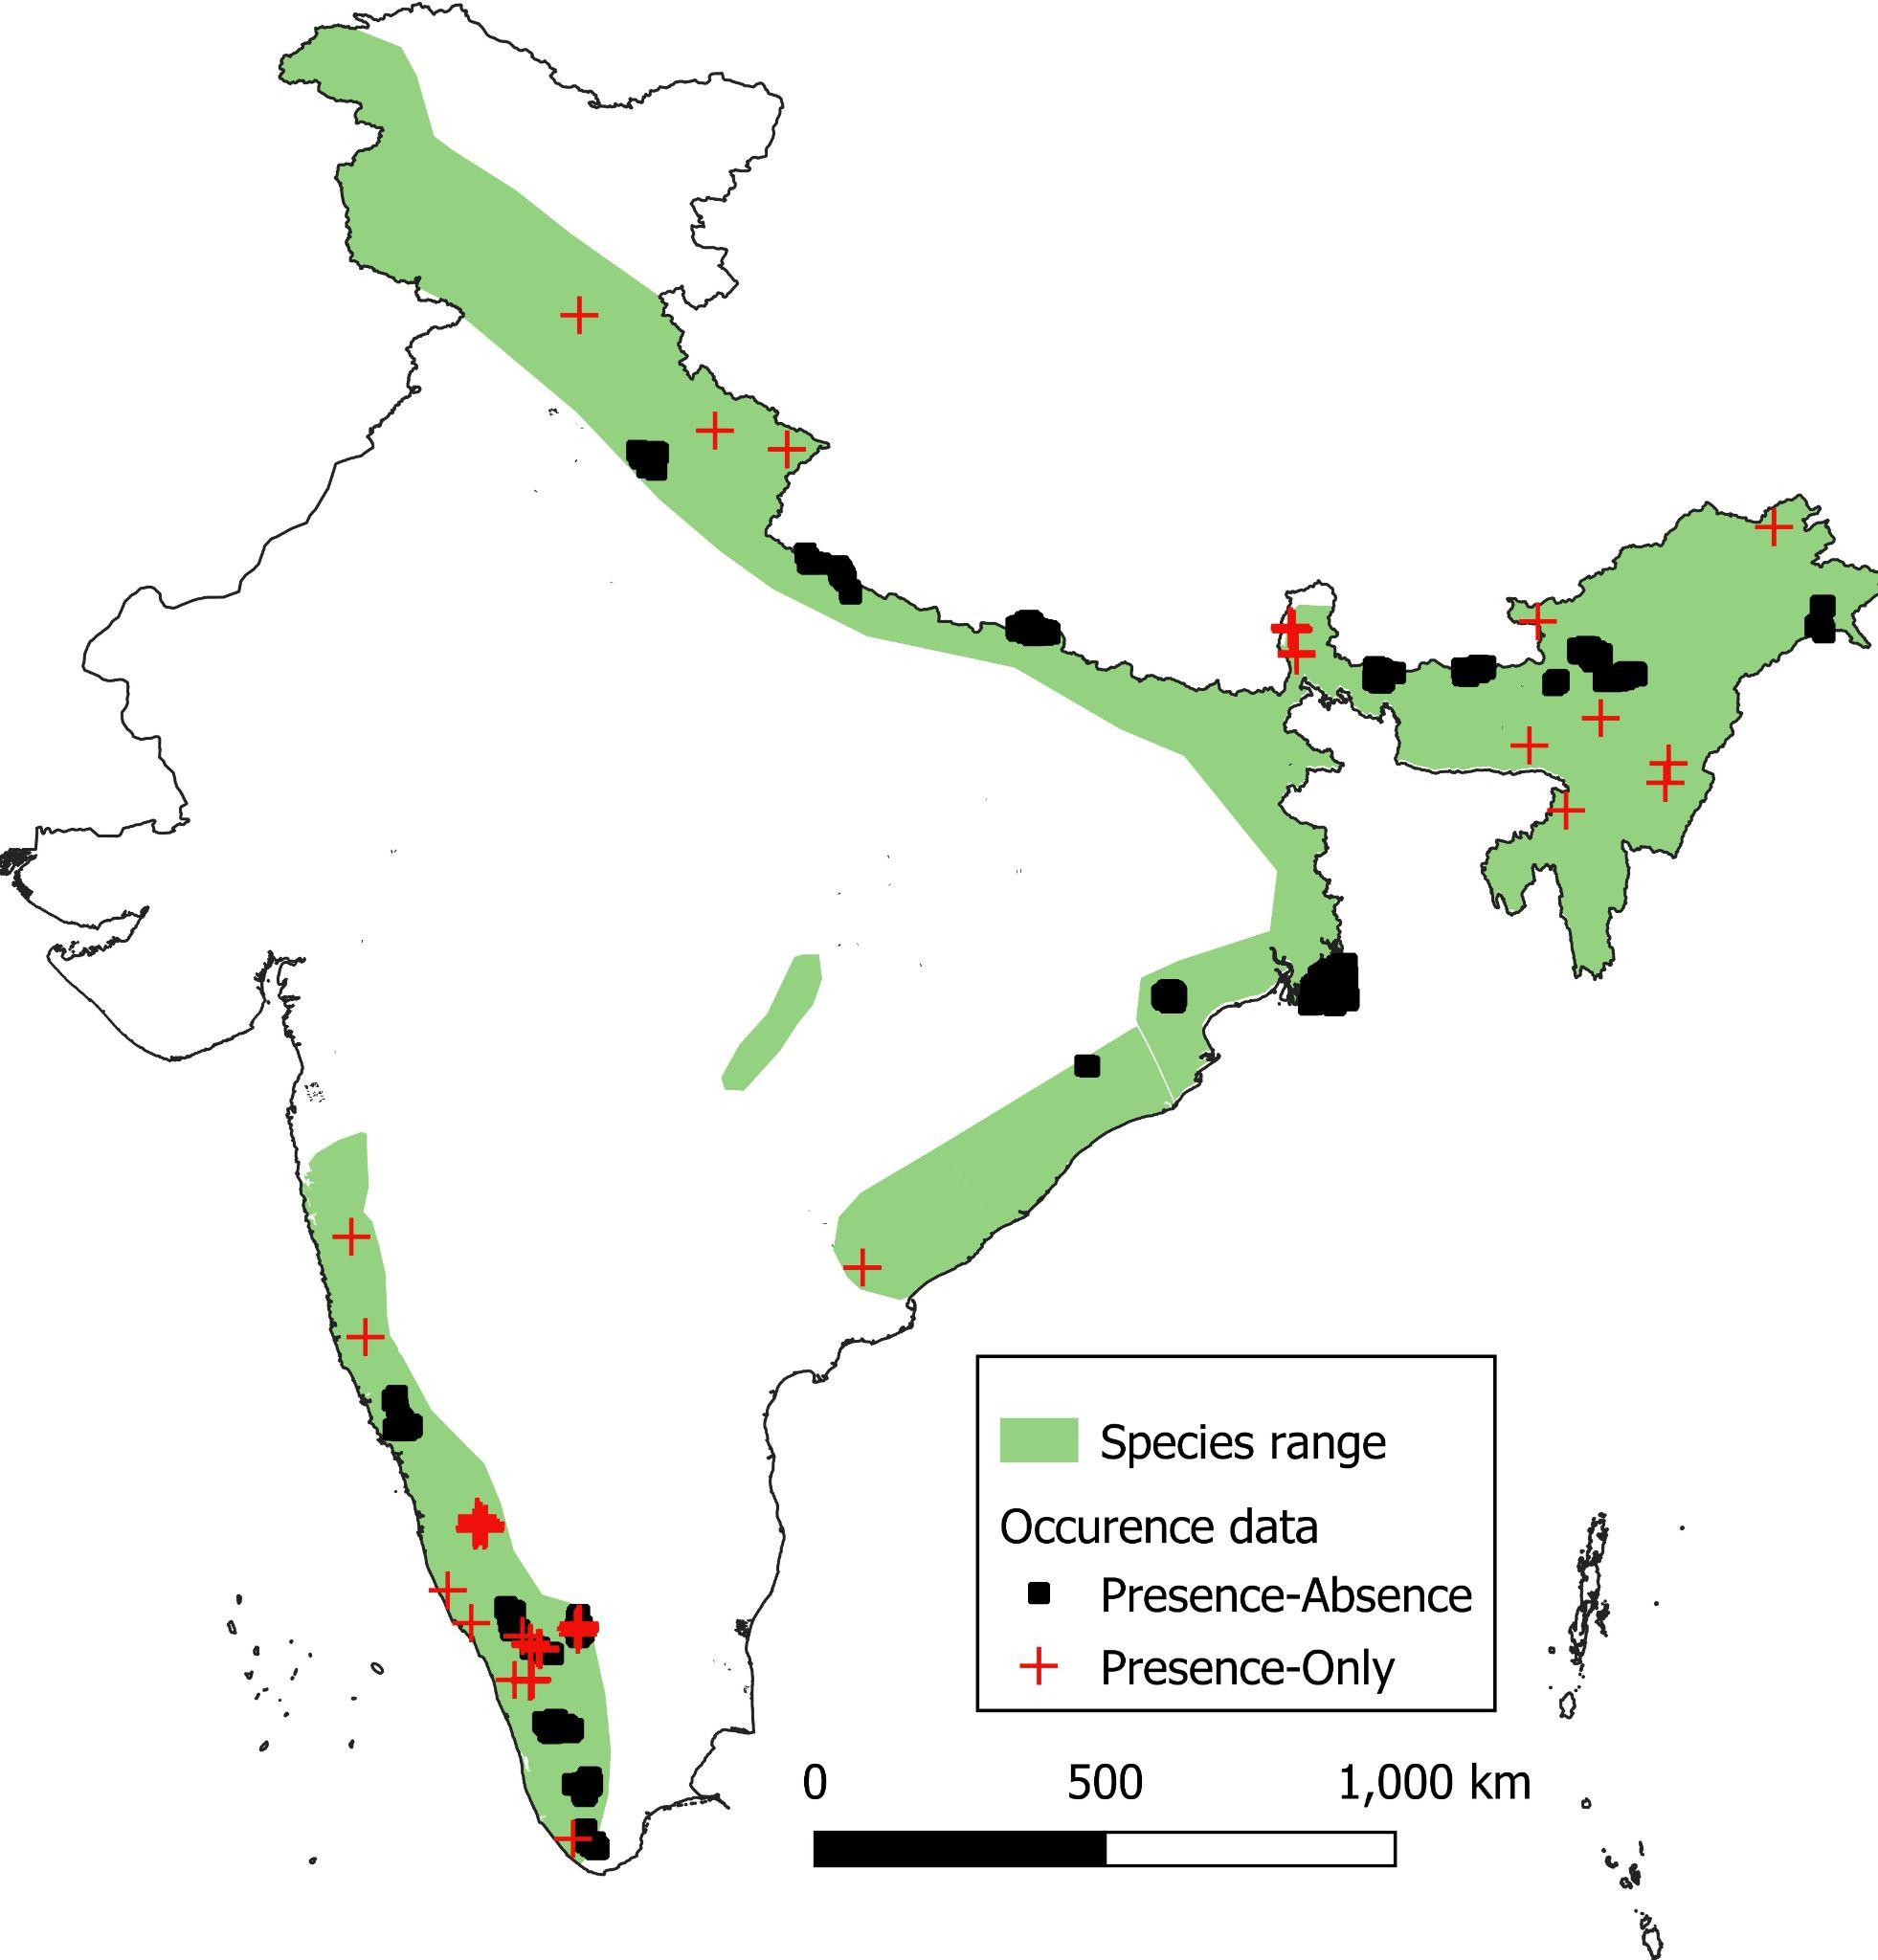 Species range
Occurence data
Presence-Absence
Presence-Only
0 500 1,000 km